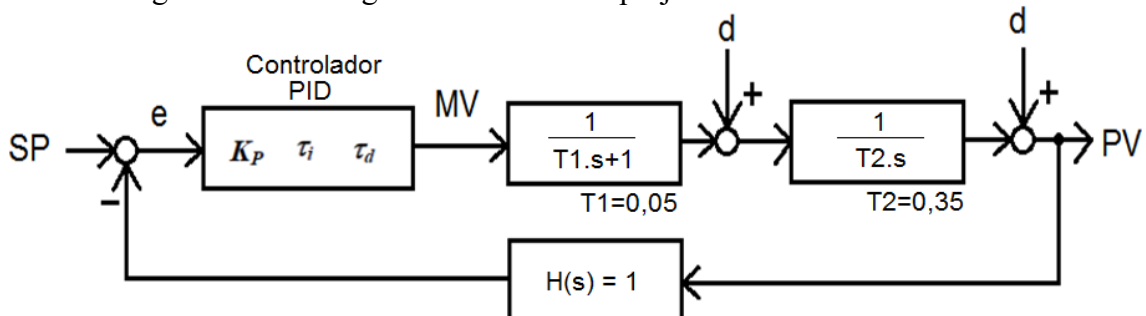 Controlador
PID
SP
e
K_P τ_i τ_d
MV
1
T1.s+1
T1=0,05
d
+
1
T2.s
T2=0,35
d
+
PV
−
H(s) = 1